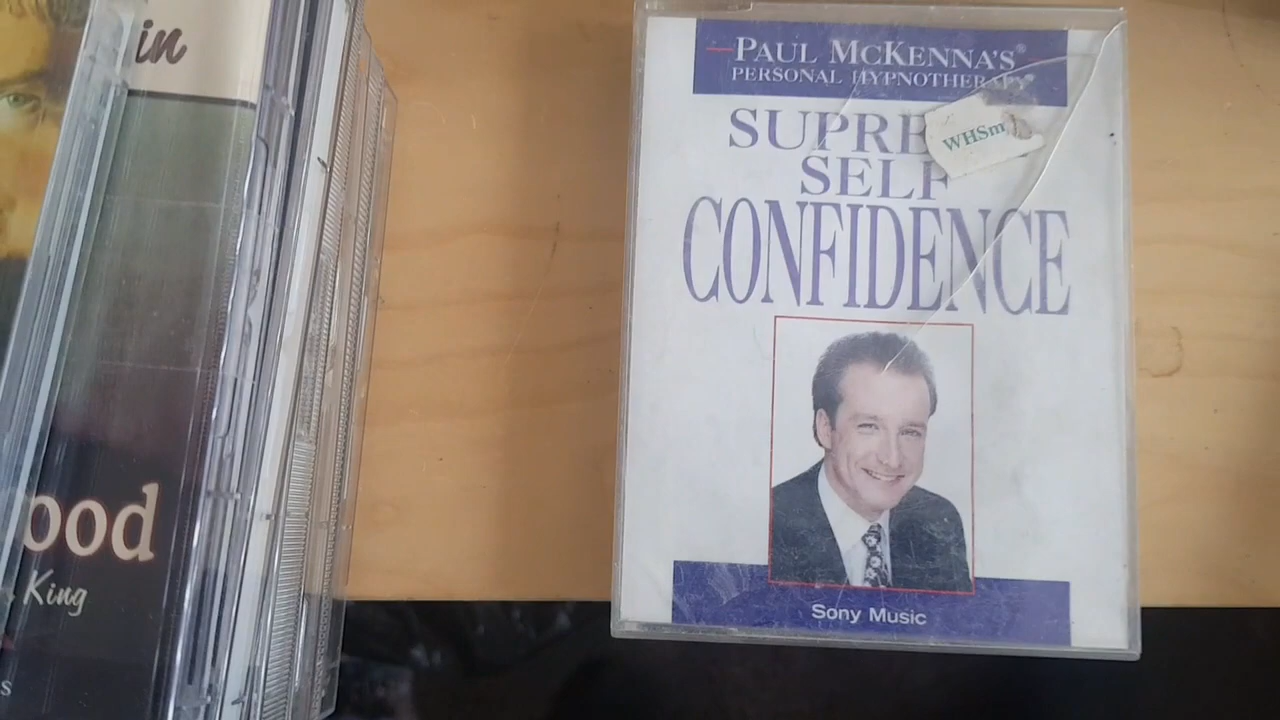 in
ood
King
s
PAUL MCKENNA'S®
PERSONAL HYPNOTHERAPY®
SUPRE
WHSm
SELF
CONFIDENCE
Sony Music